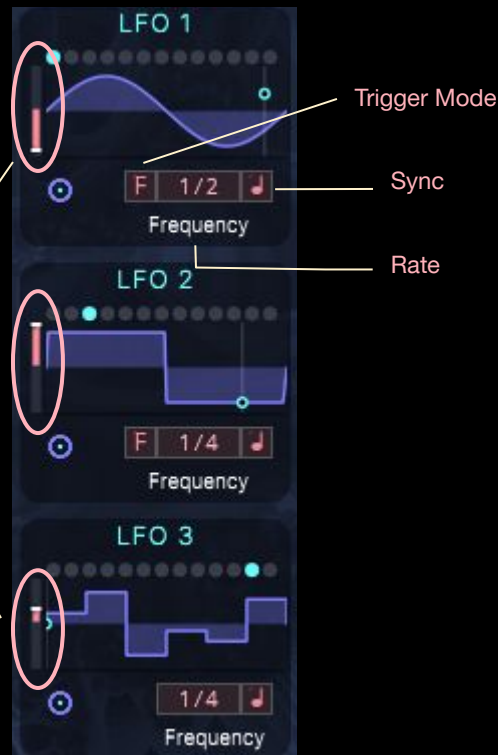 LFO 1
Trigger Mode
F 1/2
Sync
Frequency
Rate
LFO 2
F 1/4
Frequency
LFO 3
1/4
Frequency